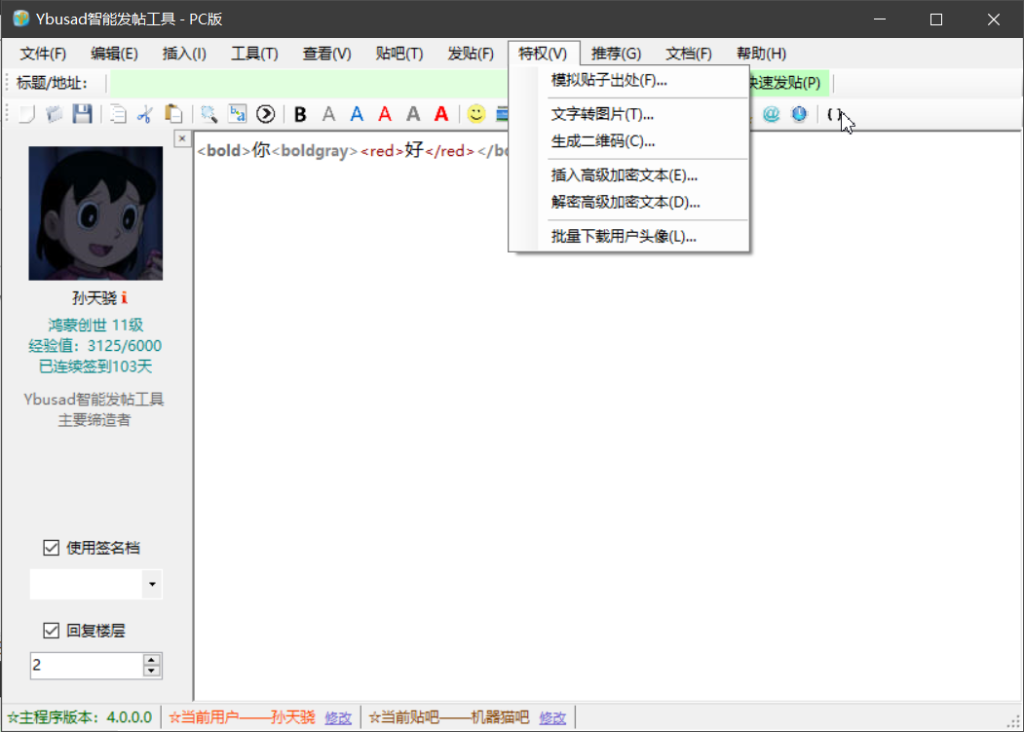 Ybusad智能发帖工具 - PC版
文件(F) 编辑(E) 插入(I) 工具(T) 查看(V) 贴吧(T) 发贴(F) 特权(V) 推荐(G) 文档(F) 帮助(H)
标题/地址: 快速发贴(P)
模拟贴子出处(F)...
文字转图片(T)...
生成二维码(C)...
插入高级加密文本(E)...
解密高级加密文本(D)...
批量下载用户头像(L)...
B A A A A A { }
<bold>你<boldgray><red>好</red></bo
孙天骁 i
鸿蒙创世 11级
经验值: 3125/6000
已连续签到103天
Ybusad智能发帖工具
主要缔造者
使用签名档
回复楼层
2
☆主程序版本: 4.0.0.0 ☆当前用户——孙天骁 修改 ☆当前贴吧——机器猫吧 修改